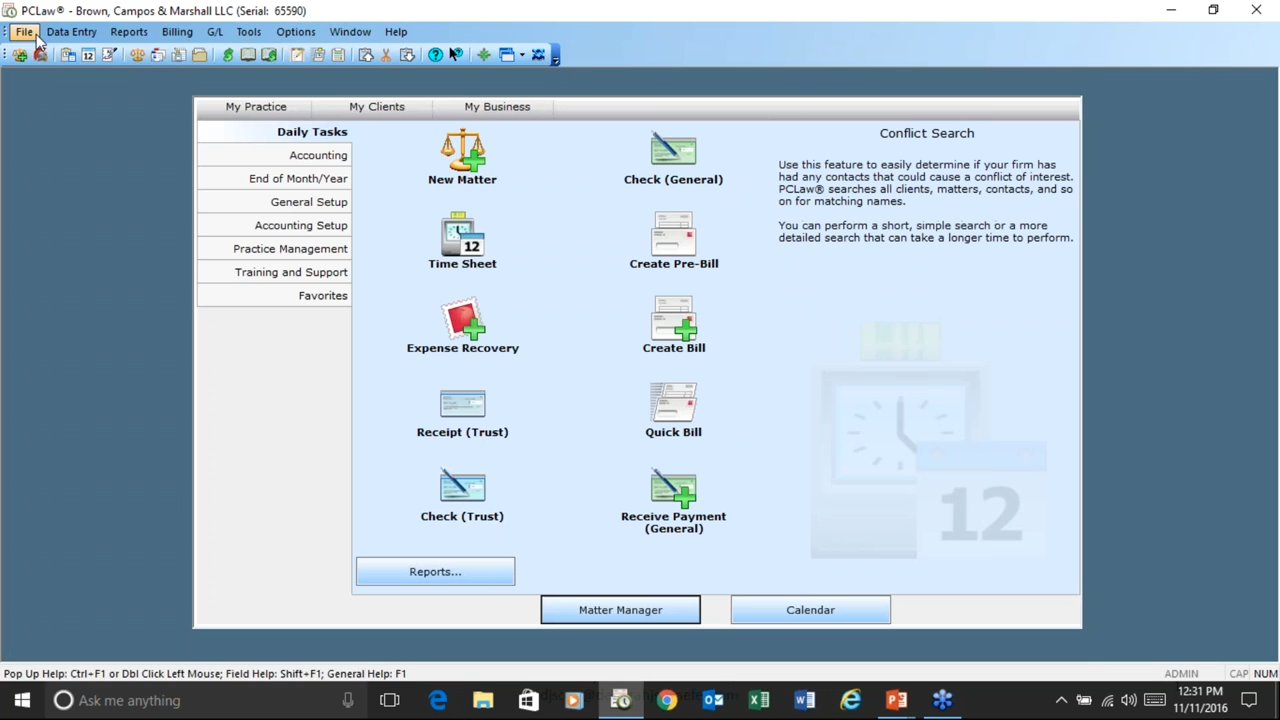 PCLaw® - Brown, Campos & Marshall LLC (Serial: 65590)
File Data Entry Reports Billing G/L Tools Options Window Help
12
My Practice My Clients My Business
Daily Tasks
Accounting
End of Month/Year
General Setup
Accounting Setup
Practice Management
Training and Support
Favorites
New Matter
Check (General)
12
Time Sheet
Create Pre-Bill
Expense Recovery
Create Bill
Receipt (Trust)
Quick Bill
Check (Trust)
Receive Payment
(General)
Reports...
Conflict Search
Use this feature to easily determine if your firm has
had any contacts that could cause a conflict of interest.
PCLaw® searches all clients, matters, contacts, and so
on for matching names.
You can perform a short, simple search or a more
detailed search that can take a longer time to perform.
12
Matter Manager Calendar
Pop Up Help: Ctrl+F1 or Dbl Click Left Mouse; Field Help: Shift+F1; General Help: F1 ADMIN CAP NUM
Ask me anything
12:31 PM
11/11/2016